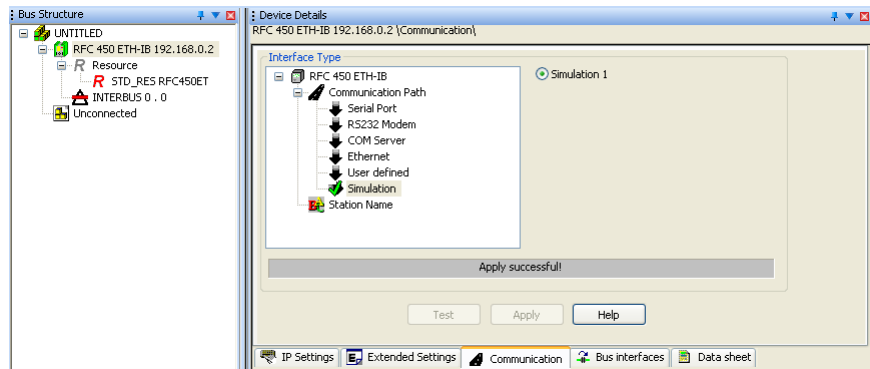 Bus Structure
UNTITLED
RFC 450 ETH-IB 192.168.0.2
R Resource
R STD_RES RFC450ET
INTERBUS 0 . 0
Unconnected
Device Details
RFC 450 ETH-IB 192.168.0.2 \Communication\
Interface Type
RFC 450 ETH-IB
Communication Path
Serial Port
RS232 Modem
COM Server
Ethernet
User defined
Simulation
Station Name
Simulation 1
Apply successful!
Test Apply Help
IP Settings Extended Settings Communication Bus interfaces Data sheet